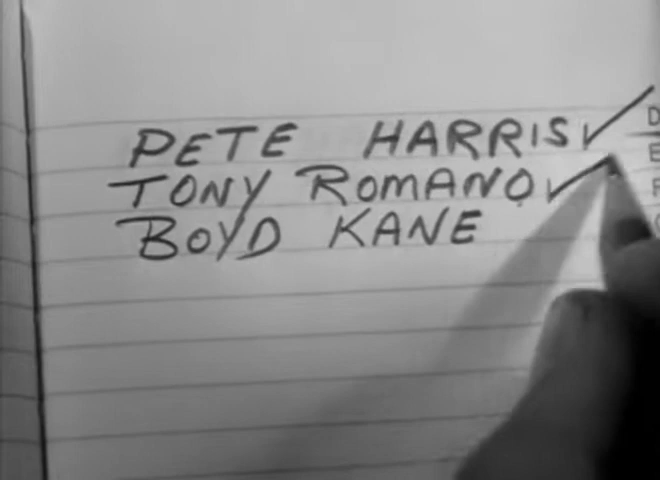 PETE HARRIS ✓
TONY ROMANO ✓
BOYD KANE
D
E
F